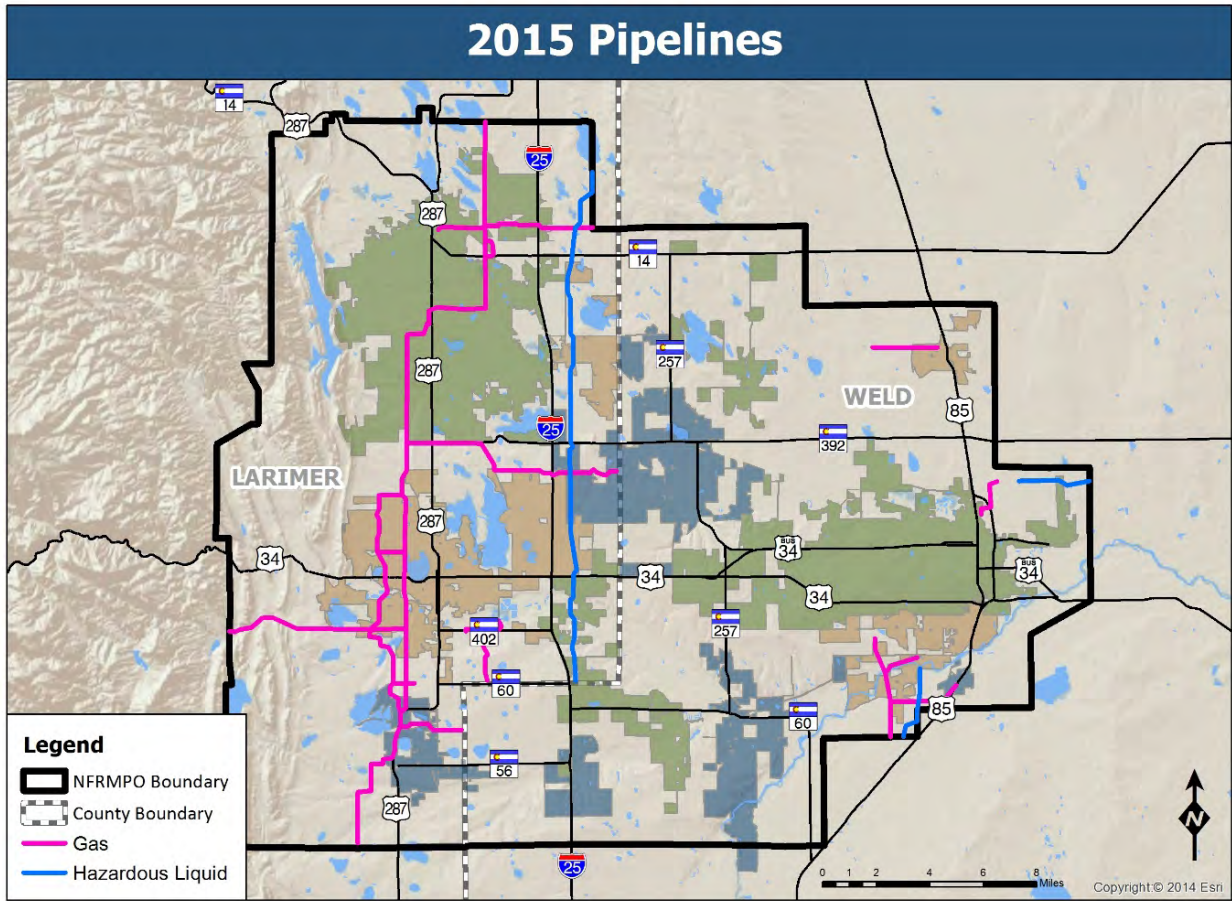 2015 Pipelines
14
287
25
287
14
257
287
WELD
85
25
392
LARIMER
287
34
BUS
34
34
BUS
34
34
402
257
60
60
85
56
287
25
Legend
NFRMPO Boundary
County Boundary
Gas
Hazardous Liquid
N
0 1 2 4 6 8
Miles
Copyright:© 2014 Esri